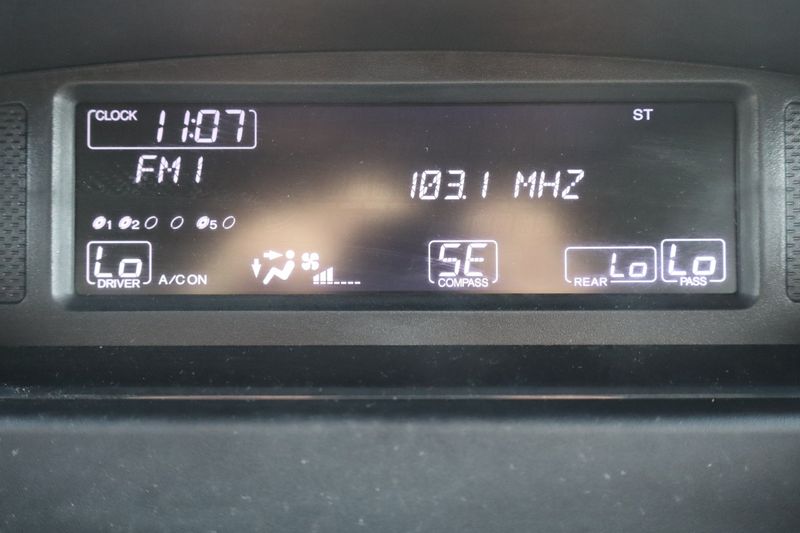 CLOCK 11:07 ST
FM1 103.1 MHZ
1 2 5
Lo DRIVER A/C ON SE COMPASS REAR Lo Lo PASS